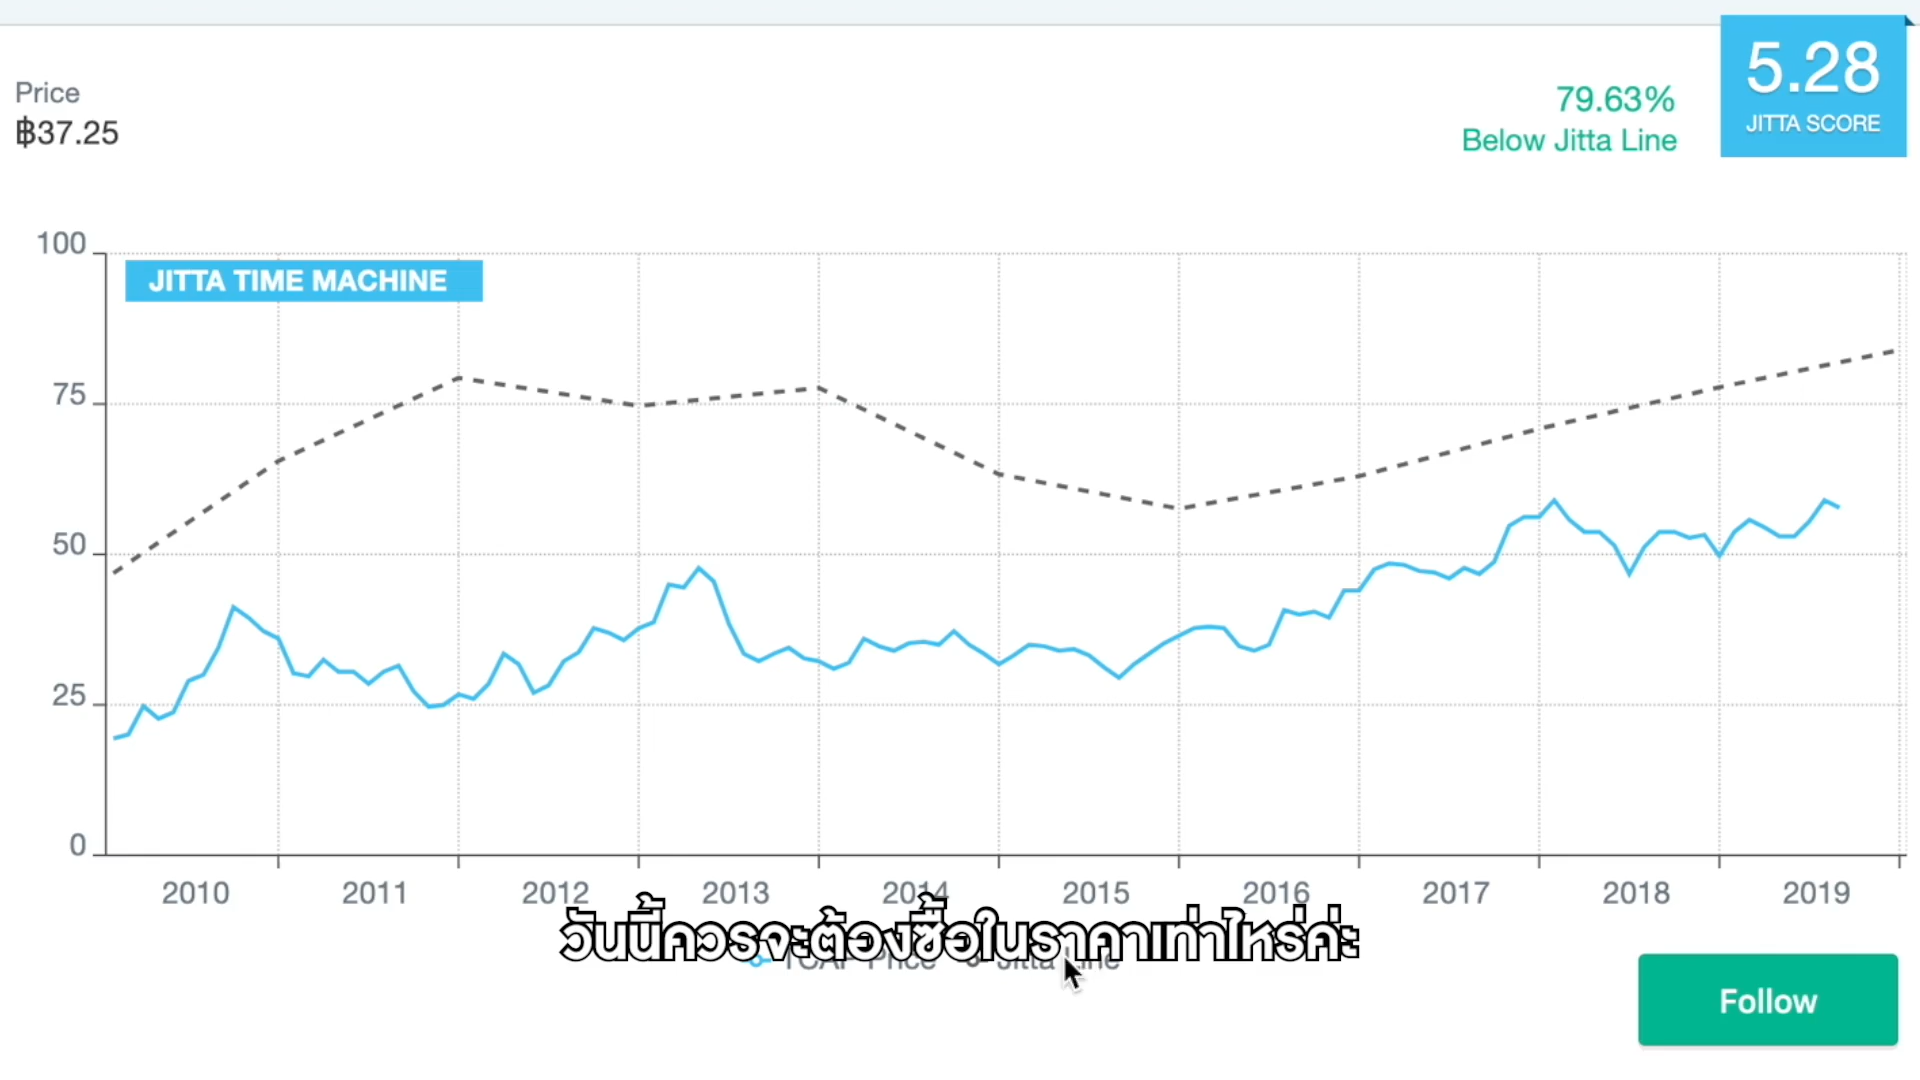 5.28
JITTA SCORE
Price
฿37.25
79.63%
Below Jitta Line
100
JITTA TIME MACHINE
75
50
25
0
2010 2011 2012 2013 2014 2015 2016 2017 2018 2019
วันนี้ควรจะต้องซื้อในราคาเท่าไหร่ค่ะ
Price Jitta Line
Follow